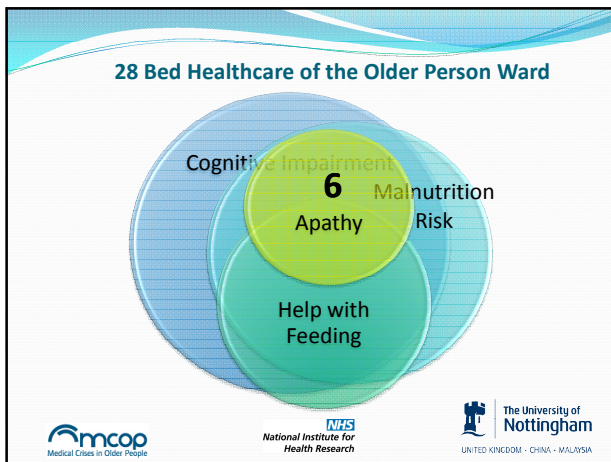 28 Bed Healthcare of the Older Person Ward
Cognitive Impairment
6
Malnutrition
Apathy
Risk
Help with
Feeding
mcop
Medical Crises in Older People
NHS
National Institute for
Health Research
The University of
Nottingham
UNITED KINGDOM · CHINA · MALAYSIA